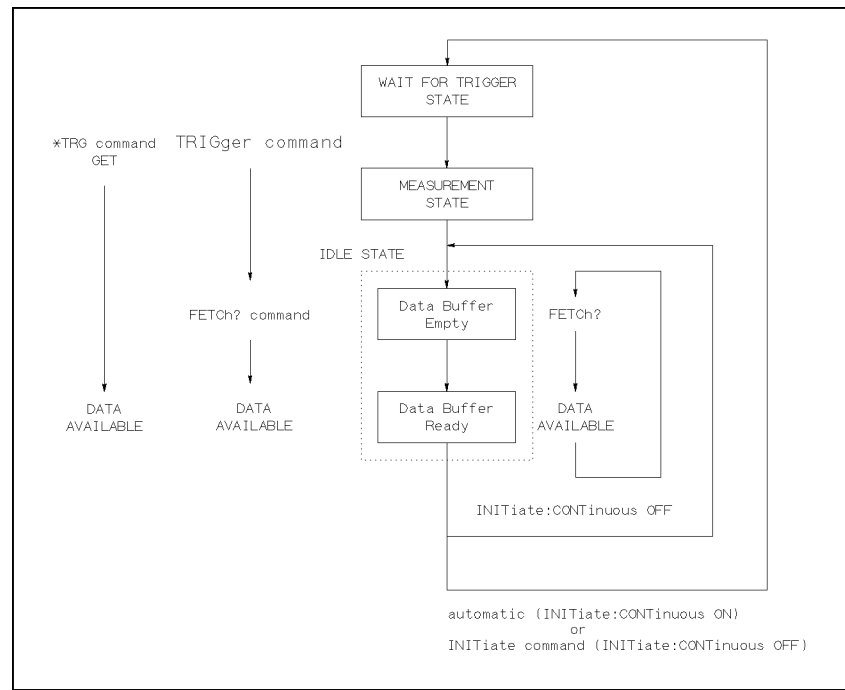 WAIT FOR TRIGGER
STATE
*TRG command
GET
TRIGger command
MEASUREMENT
STATE
IDLE STATE
Data Buffer
Empty
FETCh? command
FETCh?
Data Buffer
Ready
DATA
AVAILABLE
DATA
AVAILABLE
DATA
AVAILABLE
INITiate:CONTinuous OFF
automatic (INITiate:CONTinuous ON)
or
INITiate command (INITiate:CONTinuous OFF)